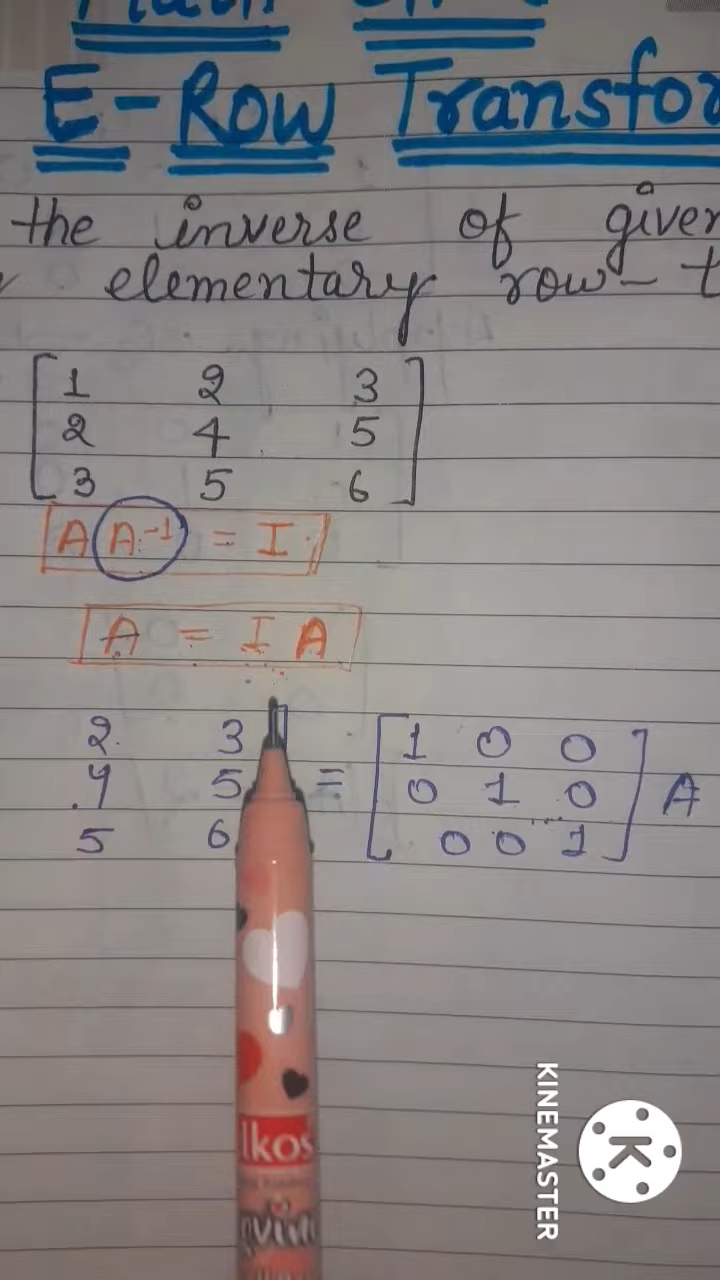 E-Row Transfor
the inverse of given
elementary row- t
1 2 3
2 4 5
3 5 6
A A⁻¹ = I
A = I A
2 3 = 1 0 0
4 5 0 1 0 A
5 6 0 0 1
lkos
KINEMASTER